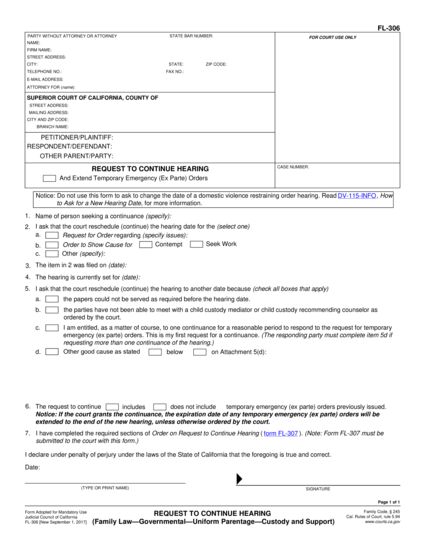 FL-306
PARTY WITHOUT ATTORNEY OR ATTORNEY STATE BAR NUMBER:
FOR COURT USE ONLY
NAME:
FIRM NAME:
STREET ADDRESS:
CITY: STATE: ZIP CODE:
TELEPHONE NO.: FAX NO.:
E-MAIL ADDRESS:
ATTORNEY FOR (name):
SUPERIOR COURT OF CALIFORNIA, COUNTY OF
STREET ADDRESS:
MAILING ADDRESS:
CITY AND ZIP CODE:
BRANCH NAME:
PETITIONER/PLAINTIFF:
RESPONDENT/DEFENDANT:
OTHER PARENT/PARTY:
REQUEST TO CONTINUE HEARING
And Extend Temporary Emergency (Ex Parte) Orders
CASE NUMBER:
Notice: Do not use this form to ask to change the date of a domestic violence restraining order hearing. Read DV-115-INFO, How
to Ask for a New Hearing Date, for more information.
1. Name of person seeking a continuance (specify):
2. I ask that the court reschedule (continue) the hearing date for the (select one)
a. Request for Order regarding (specify issues):
b. Order to Show Cause for Contempt Seek Work
c. Other (specify):
3. The item in 2 was filed on (date):
4. The hearing is currently set for (date):
5. I ask that the court reschedule (continue) the hearing to another date because (check all boxes that apply)
a. the papers could not be served as required before the hearing date.
b. the parties have not been able to meet with a child custody mediator or child custody recommending counselor as
ordered by the court.
c. I am entitled, as a matter of course, to one continuance for a reasonable period to respond to the request for temporary
emergency (ex parte) orders. This is my first request for a continuance. (The responding party must complete item 5d if
requesting more than one continuance of the hearing.)
d. Other good cause as stated below on Attachment 5(d):
6. The request to continue includes does not include temporary emergency (ex parte) orders previously issued.
Notice: If the court grants the continuance, the expiration date of any temporary emergency (ex parte) orders will be
extended to the end of the new hearing, unless otherwise ordered by the court.
7. I have completed the required sections of Order on Request to Continue Hearing (form FL-307). (Note: Form FL-307 must be
submitted to the court with this form.)
I declare under penalty of perjury under the laws of the State of California that the foregoing is true and correct.
Date:
(TYPE OR PRINT NAME) SIGNATURE
Page 1 of 1
Form Adopted for Mandatory Use
Judicial Council of California
FL-306 [New September 1, 2017]
REQUEST TO CONTINUE HEARING
(Family Law—Governmental—Uniform Parentage—Custody and Support)
Family Code, § 245
Cal. Rules of Court, rule 5.94
www.courts.ca.gov